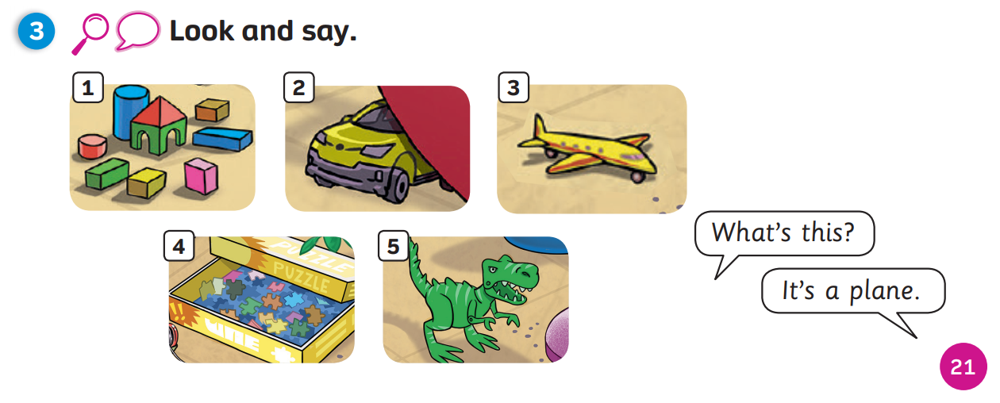 3 Look and say.
1
2
3
What's this?
It's a plane.
4
PUZZLE
PUZZLE
5
21